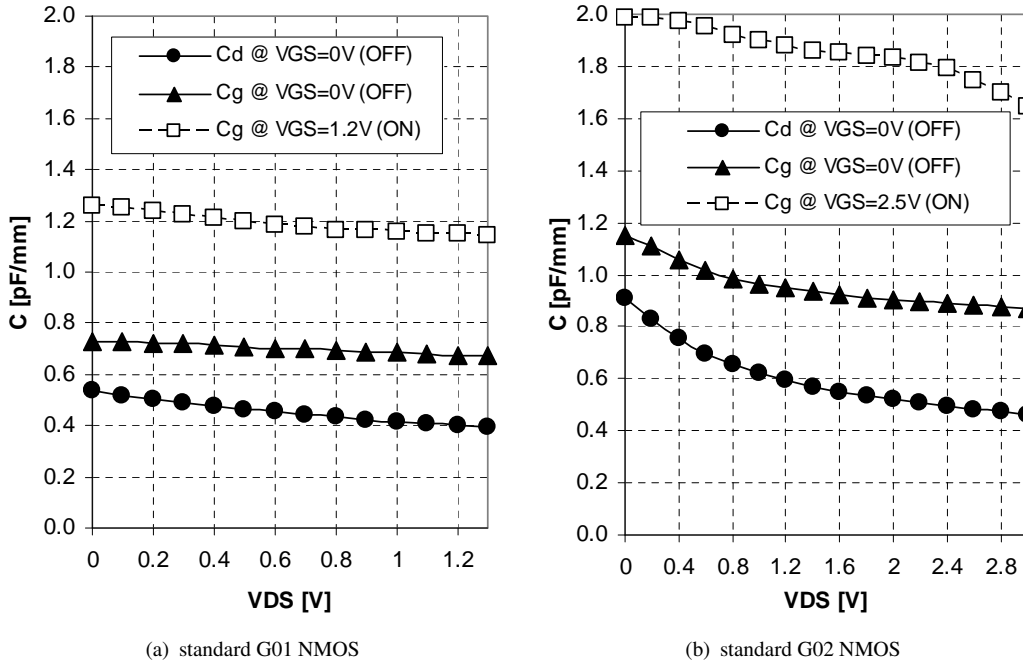 2.0
1.8
1.6
1.4
1.2
1.0
0.8
0.6
0.4
0.2
0.0
C [pF/mm]
Cd @ VGS=0V (OFF)
Cg @ VGS=0V (OFF)
Cg @ VGS=1.2V (ON)
0 0.2 0.4 0.6 0.8 1 1.2
VDS [V]
(a) standard G01 NMOS
2.0
1.8
1.6
1.4
1.2
1.0
0.8
0.6
0.4
0.2
0.0
C [pF/mm]
Cd @ VGS=0V (OFF)
Cg @ VGS=0V (OFF)
Cg @ VGS=2.5V (ON)
0 0.4 0.8 1.2 1.6 2 2.4 2.8
VDS [V]
(b) standard G02 NMOS